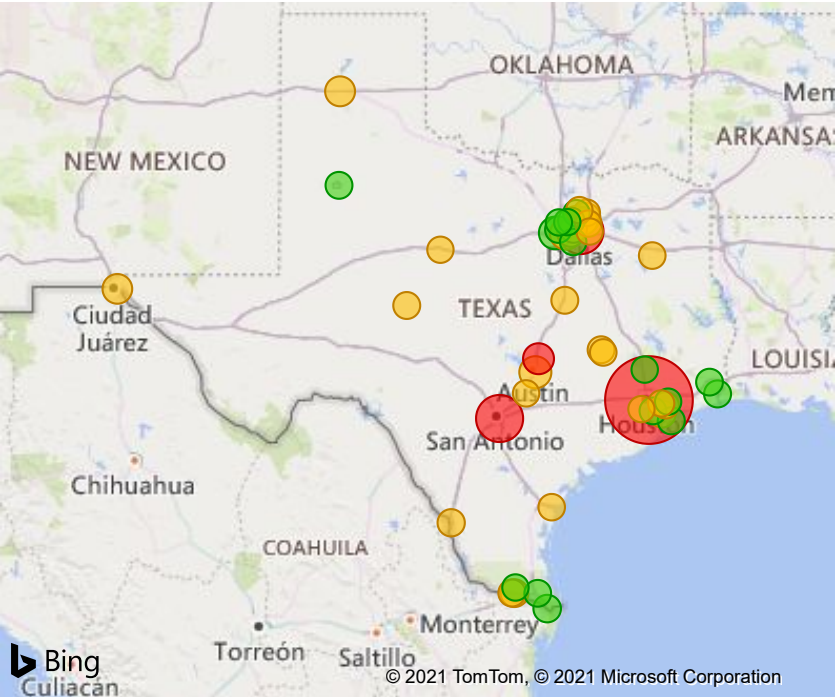 OKLAHOMA
Mem
ARKANSA
NEW MEXICO
Dallas
Ciudad
Juárez
TEXAS
LOUISI
Austin
Houston
San Antonio
Chihuahua
COAHUILA
Monterrey
Torreón
Saltillo
Bing
© 2021 TomTom, © 2021 Microsoft Corporation
Culiacán